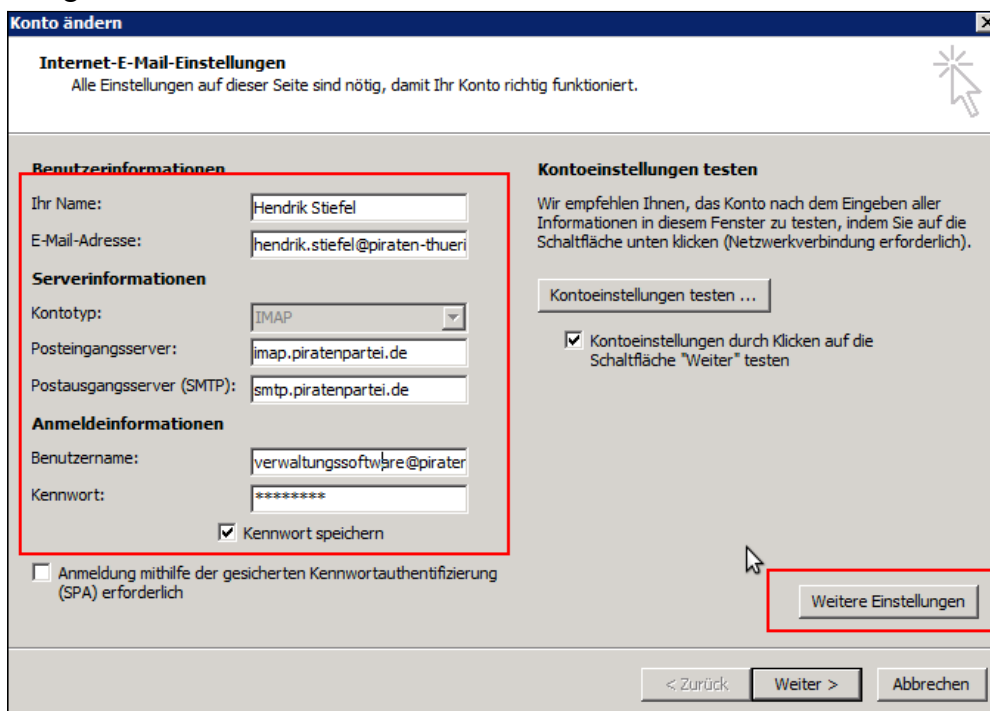 Konto ändern
Internet-E-Mail-Einstellungen
Alle Einstellungen auf dieser Seite sind nötig, damit Ihr Konto richtig funktioniert.
Benutzerinformationen
Ihr Name: Hendrik Stiefel
E-Mail-Adresse: hendrik.stiefel@piraten-thueri
Serverinformationen
Kontotyp: IMAP
Posteingangsserver: imap.piratenpartei.de
Postausgangsserver (SMTP): smtp.piratenpartei.de
Anmeldeinformationen
Benutzername: verwaltungssoftware@piraten
Kennwort: ********
Kennwort speichern
Anmeldung mithilfe der gesicherten Kennwortauthentifizierung
(SPA) erforderlich
Kontoeinstellungen testen
Wir empfehlen Ihnen, das Konto nach dem Eingeben aller
Informationen in diesem Fenster zu testen, indem Sie auf die
Schaltfläche unten klicken (Netzwerkverbindung erforderlich).
Kontoeinstellungen testen ...
Kontoeinstellungen durch Klicken auf die
Schaltfläche "Weiter" testen
Weitere Einstellungen
< Zurück
Weiter >
Abbrechen